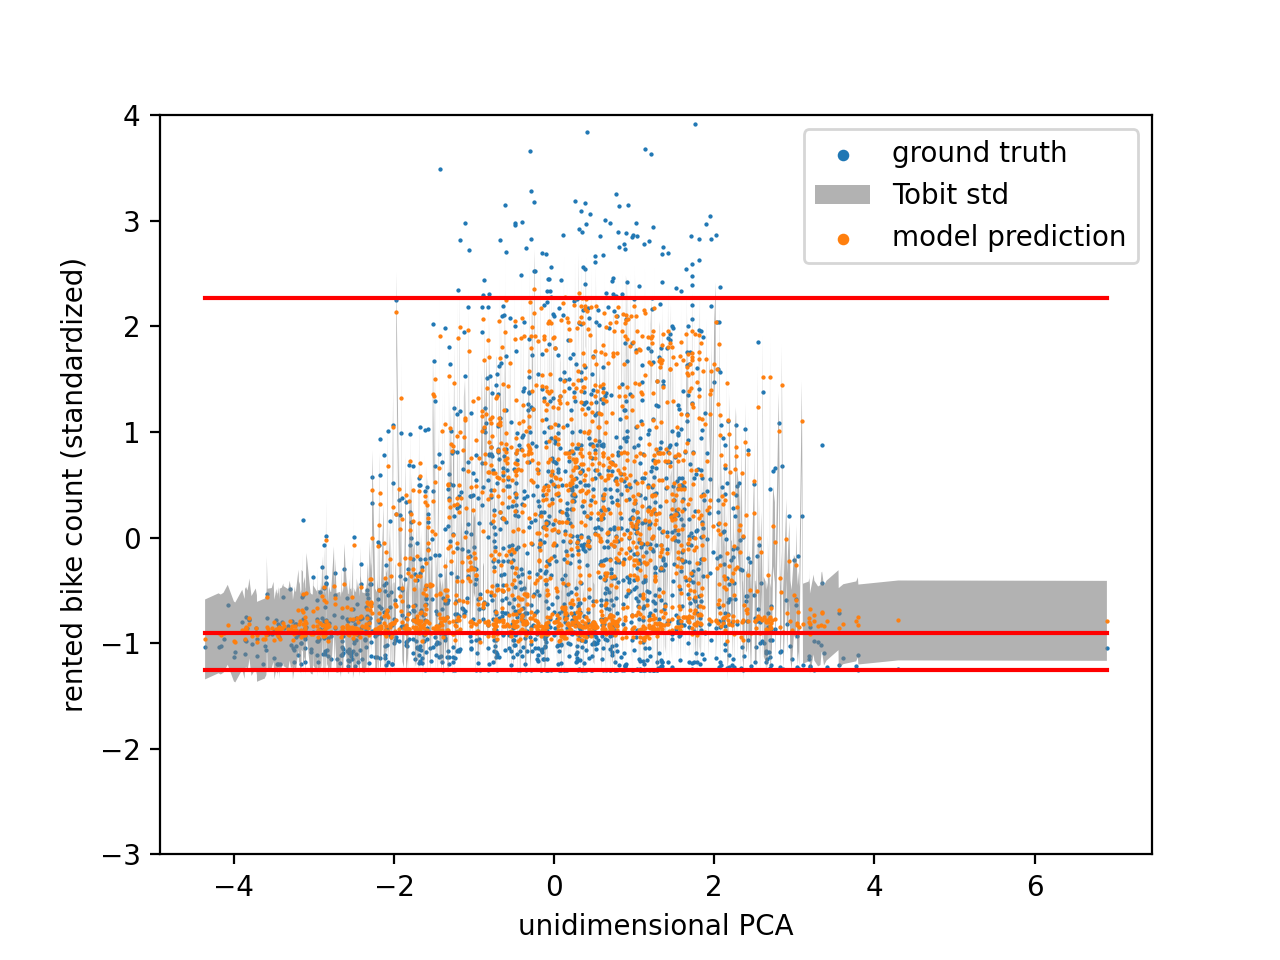 4
3
2
1
0
−1
−2
−3
rented bike count (standardized)
ground truth
Tobit std
model prediction
−4
−2
0
2
4
6
unidimensional PCA